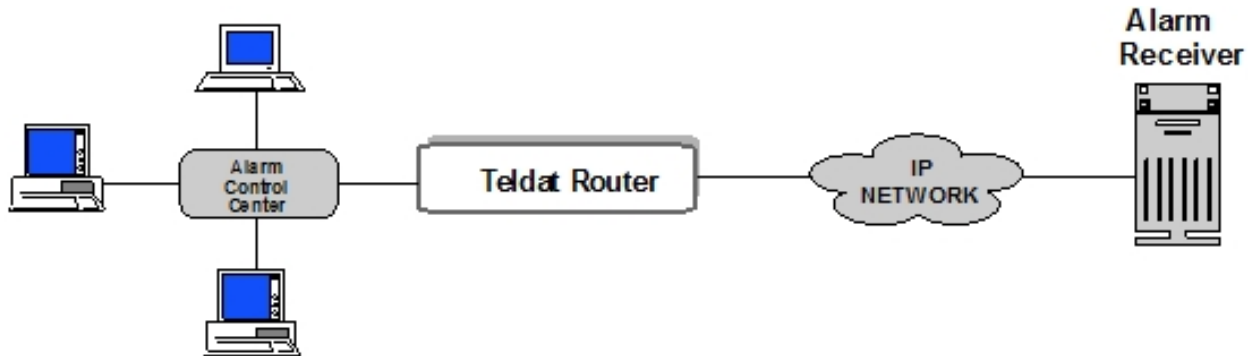 Alarm
Receiver
Alarm
Control
Center
Teldat Router
IP
NETWORK